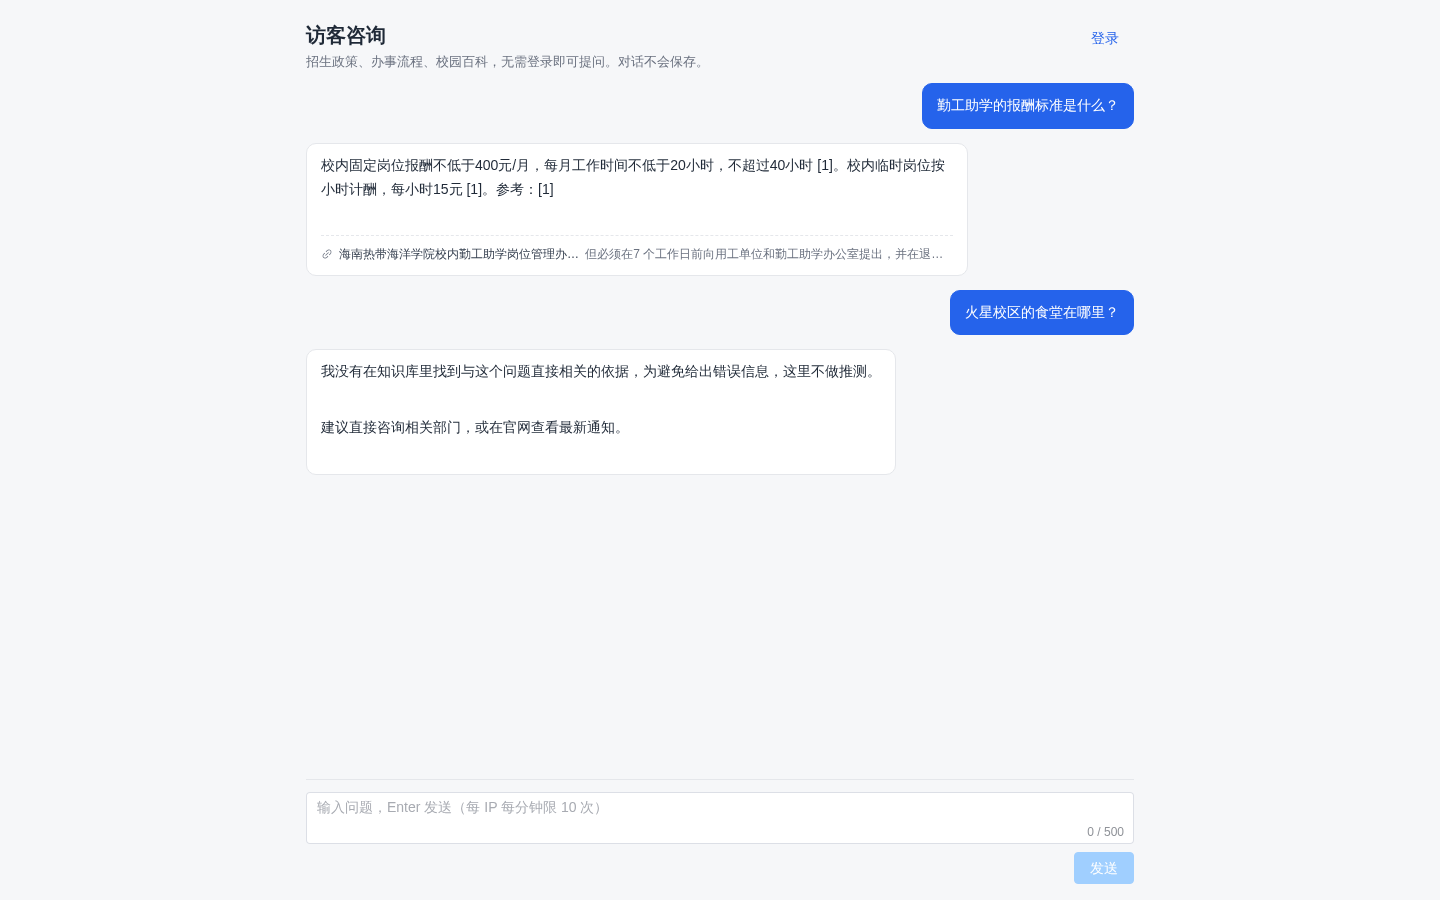 访客咨询
登录
招生政策、办事流程、校园百科，无需登录即可提问。对话不会保存。
勤工助学的报酬标准是什么？
校内固定岗位报酬不低于400元/月，每月工作时间不低于20小时，不超过40小时 [1]。校内临时岗位按
小时计酬，每小时15元 [1]。参考：[1]
海南热带海洋学院校内勤工助学岗位管理办… 但必须在7 个工作日前向用工单位和勤工助学办公室提出，并在退…
火星校区的食堂在哪里？
我没有在知识库里找到与这个问题直接相关的依据，为避免给出错误信息，这里不做推测。
建议直接咨询相关部门，或在官网查看最新通知。
输入问题，Enter 发送（每 IP 每分钟限 10 次）
0 / 500
发送